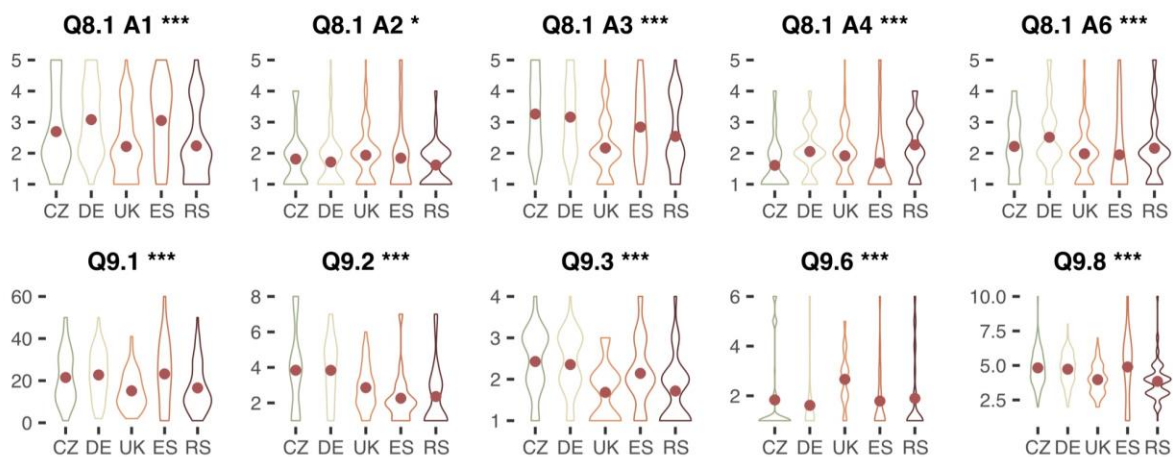 Q8.1 A1 *** Q8.1 A2 * Q8.1 A3 *** Q8.1 A4 *** Q8.1 A6 ***
5 5 5 5 5
4 4 4 4 4
3 3 3 3 3
2 2 2 2 2
1 1 1 1 1
CZ DE UK ES RS CZ DE UK ES RS CZ DE UK ES RS CZ DE UK ES RS CZ DE UK ES RS
Q9.1 *** Q9.2 *** Q9.3 *** Q9.6 *** Q9.8 ***
60 8 4 6 10.0
40 6 3 4 7.5
20 4 2 2 5.0
0 2 1 2.5
CZ DE UK ES RS CZ DE UK ES RS CZ DE UK ES RS CZ DE UK ES RS CZ DE UK ES RS